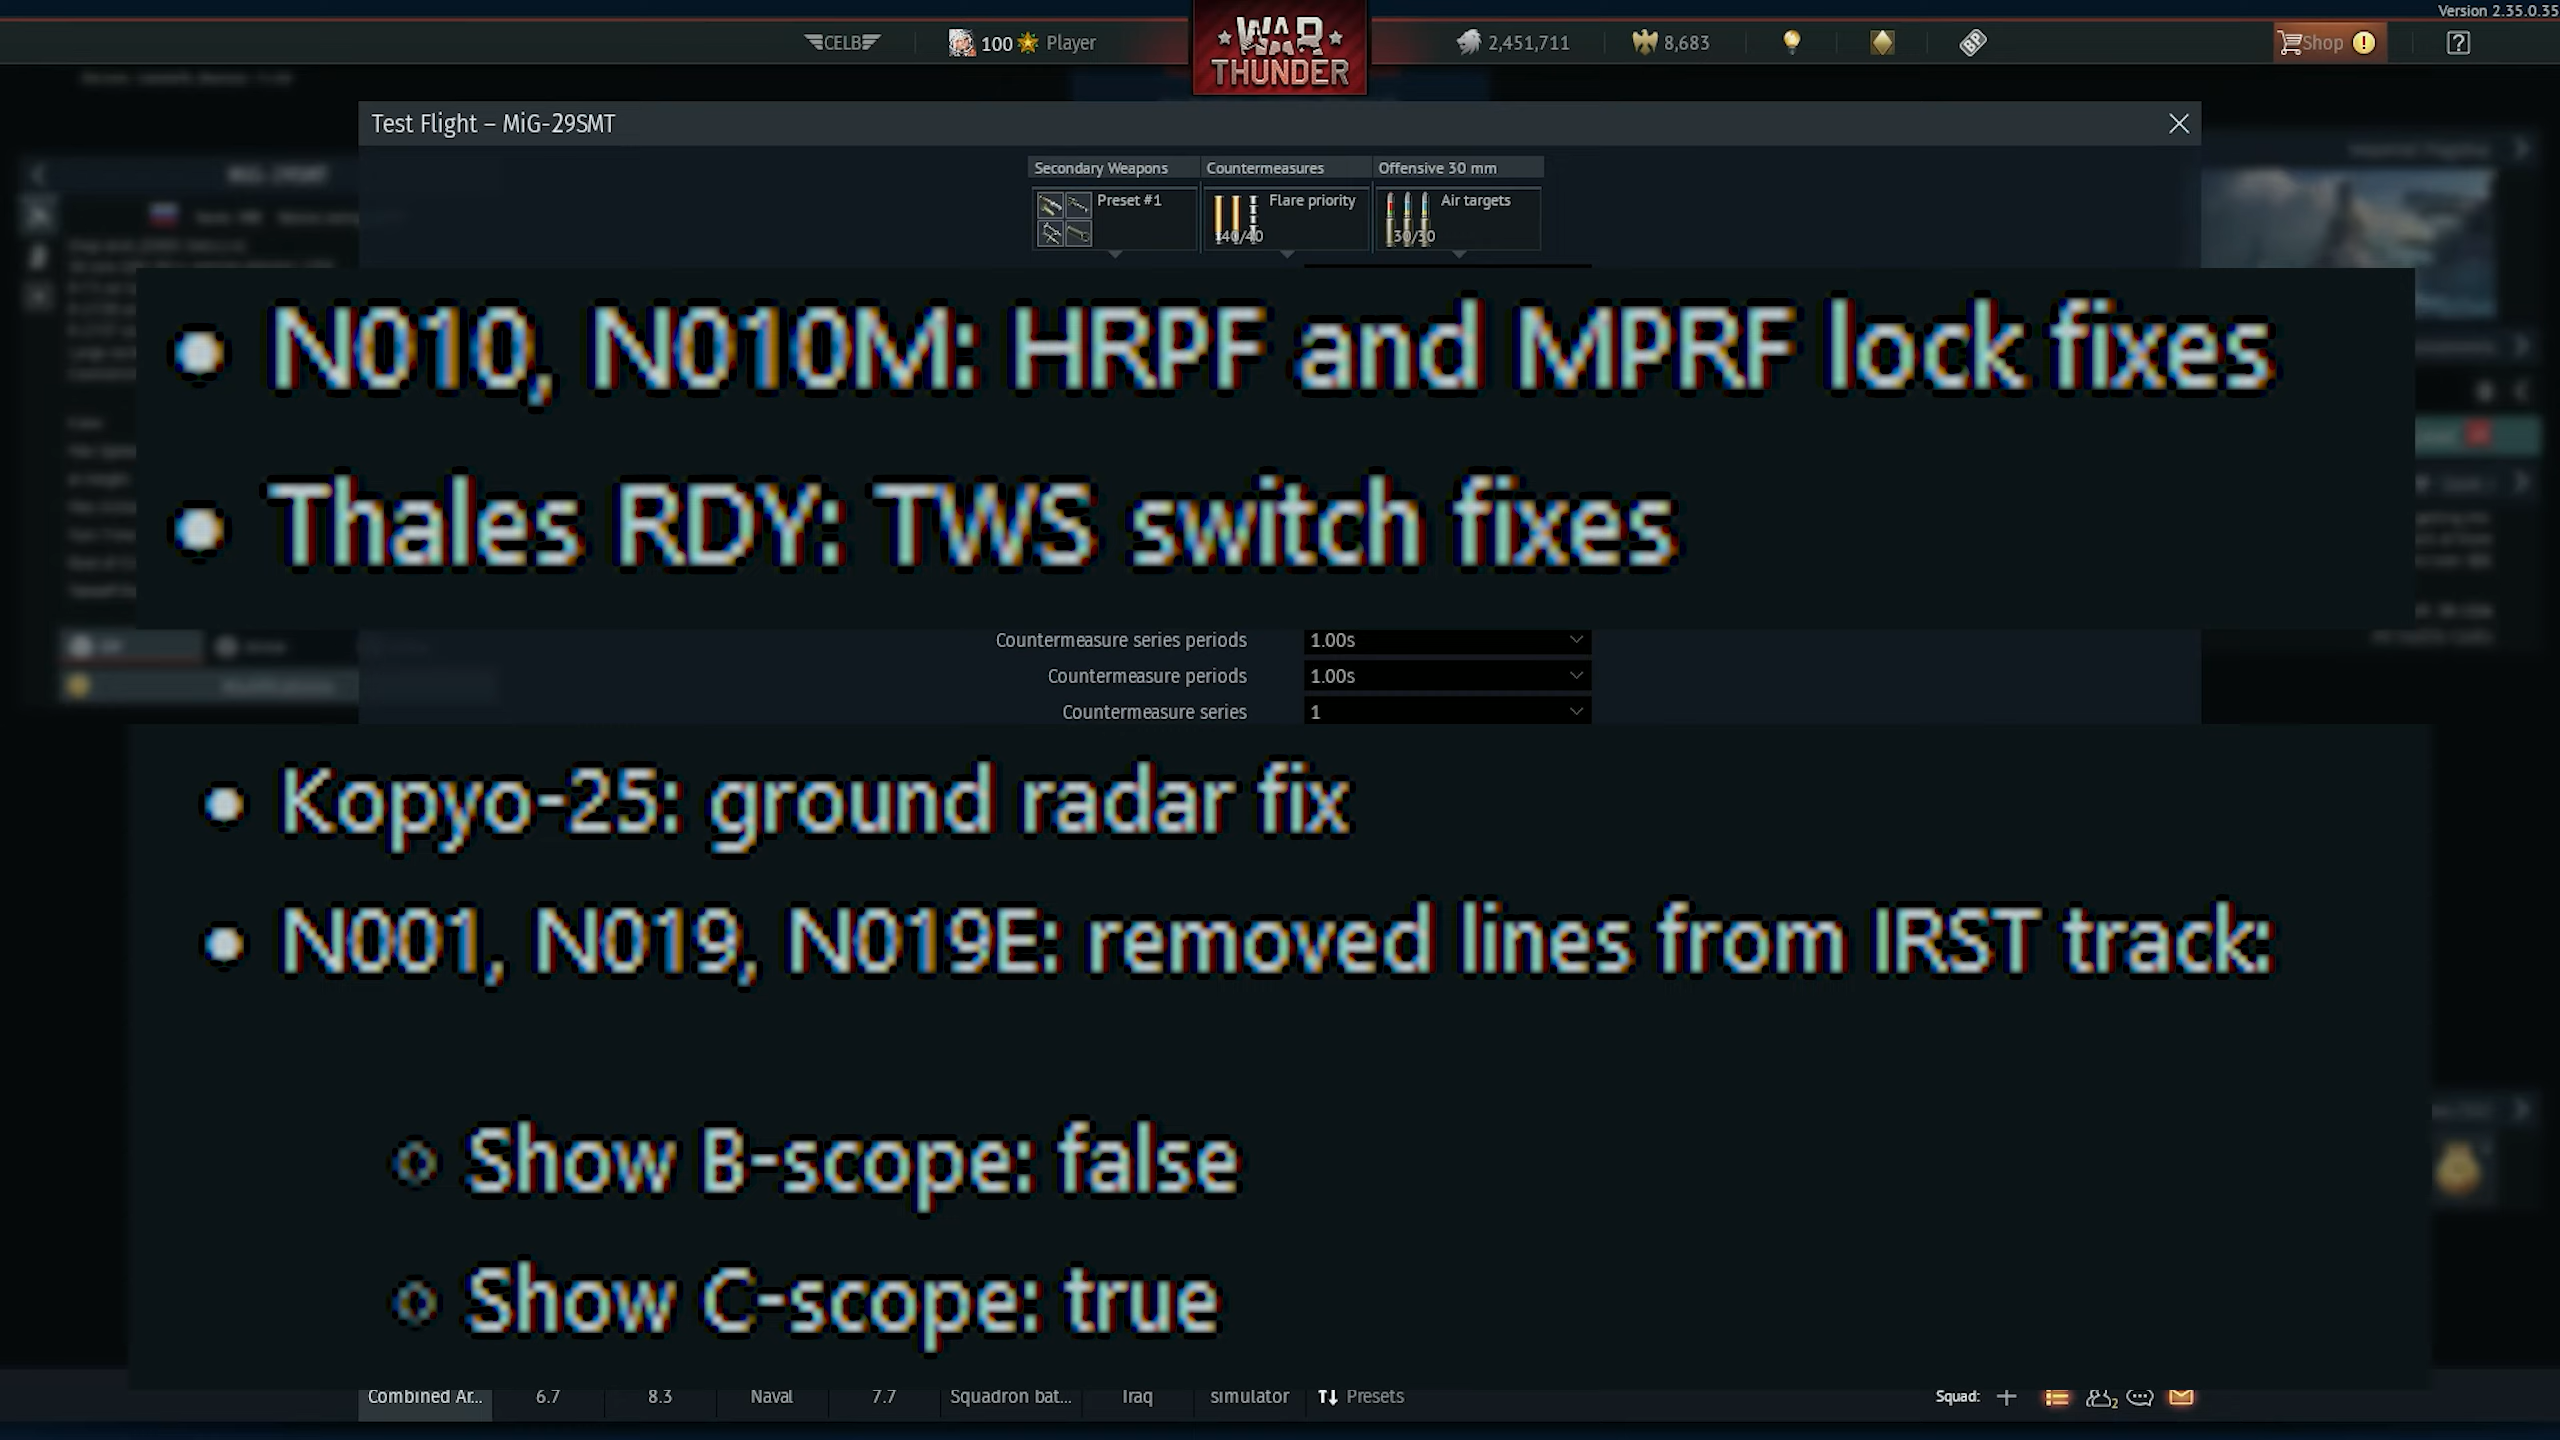 Version 2.35.0.35
CELB
100 Player
WAR THUNDER
2,451,711
8,683
BP
Shop
Test Flight – MiG-29SMT
Secondary Weapons Countermeasures Offensive 30 mm
Preset #1 Flare priority Air targets
• N010, N010M: HRPF and MPRF lock fixes
• Thales RDY: TWS switch fixes
Countermeasure series periods 1.00s
Countermeasure periods 1.00s
Countermeasure series 1
• Kopyo-25: ground radar fix
• N001, N019, N019E: removed lines from IRST track:
Show B-scope: false
Show C-scope: true
Combined Ar... 6.7 8.3 Naval 7.7 Squadron bat... Iraq simulator Presets
Squad: + 2